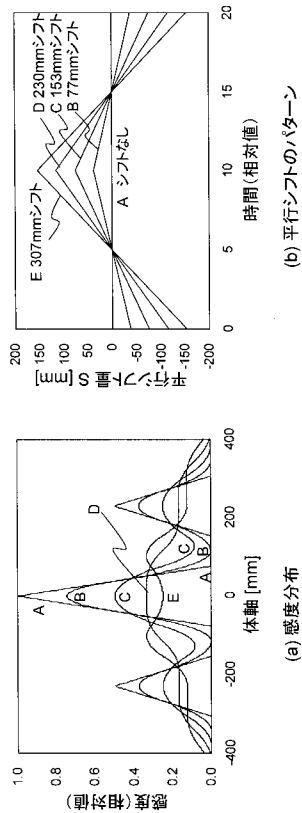 感度(相対値)
1.0
0.8
0.6
0.4
0.2
0.0
A
B
C
D
E
C
B
A
-400
-200
0
200
400
体軸 [mm]
(a) 感度分布
平行シフト量 S [mm]
200
150
100
50
0
-50
-100
-150
-200
E 307mmシフト
D 230mmシフト
C 153mmシフト
B 77mmシフト
A シフトなし
0
5
10
15
20
時間(相対値)
(b) 平行シフトのパターン